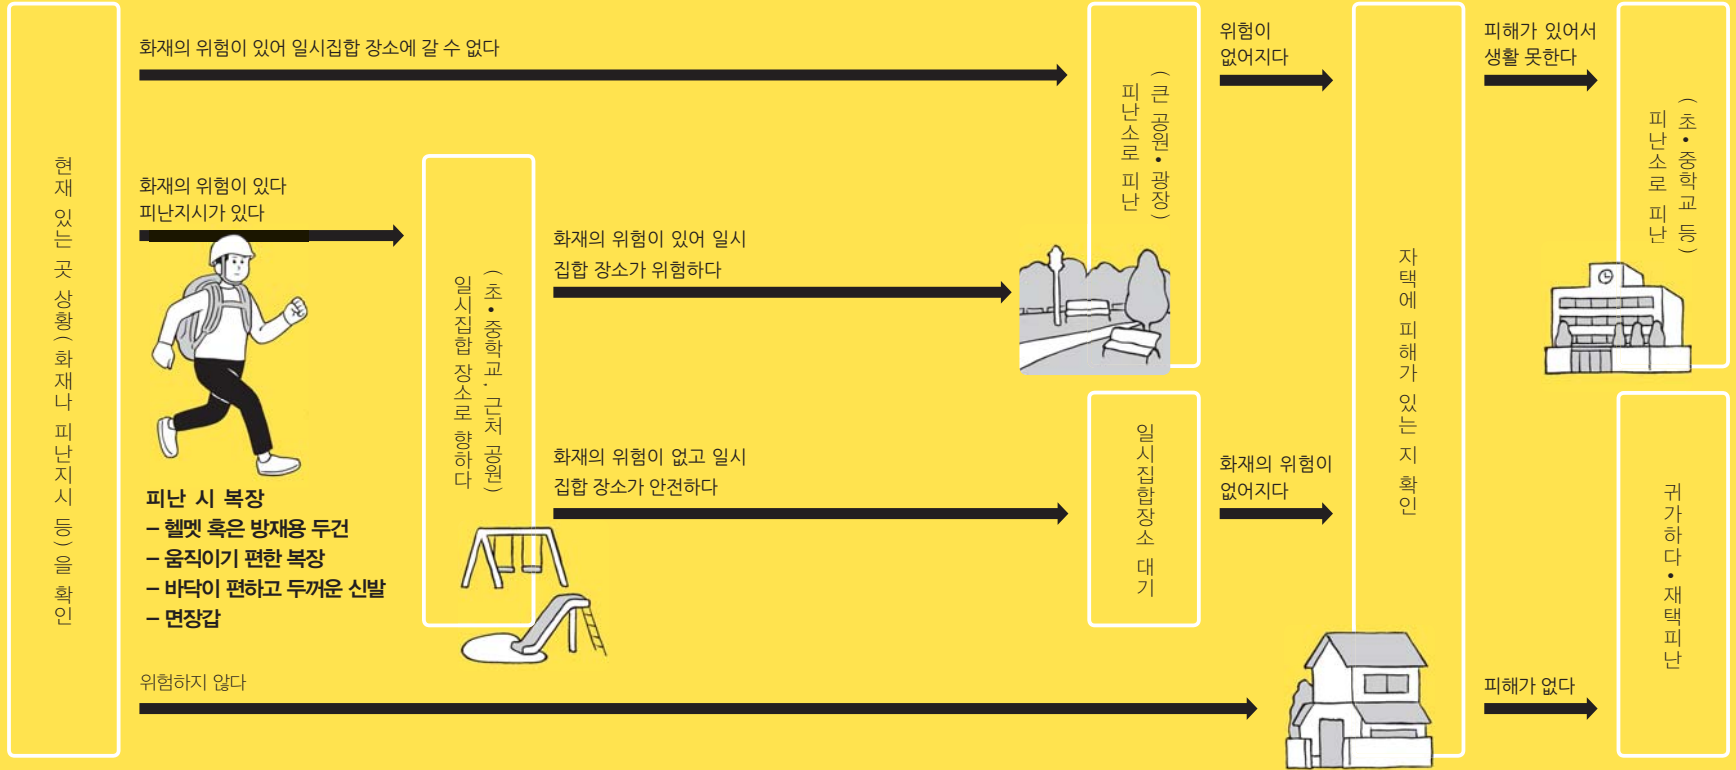 현재 있는 곳 상황(화재나 피난지시 등)을 확인
화재의 위험이 있어 일시집합 장소에 갈 수 없다
화재의 위험이 있다
피난지시가 있다
피난 시 복장
– 헬멧 혹은 방재용 두건
– 움직이기 편한 복장
– 바닥이 편하고 두꺼운 신발
– 면장갑
위험하지 않다
(초•중학교, 근처 공원)
일시집합 장소로 향하다
화재의 위험이 있어 일시
집합 장소가 위험하다
화재의 위험이 없고 일시
집합 장소가 안전하다
(큰 공원•광장)
피난소로 피난
일시집합장소 대기
위험이
없어지다
화재의 위험이
없어지다
자택에 피해가 있는 지 확인
피해가 있어서
생활 못한다
피해가 없다
(초•중학교 등)
피난소로 피난
귀가하다•재택피난